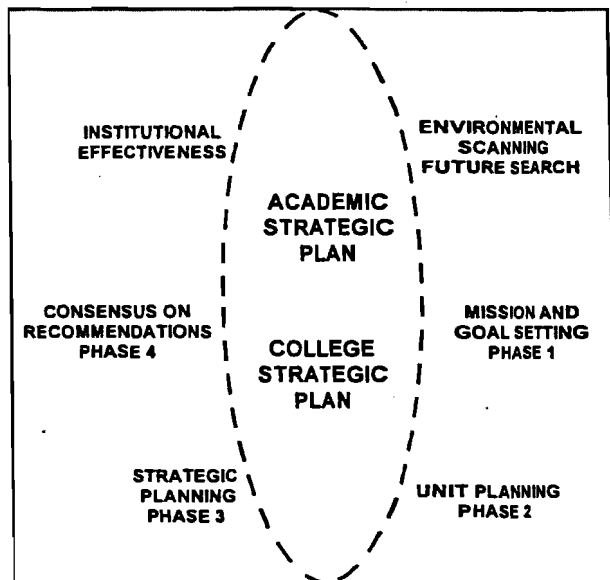 INSTITUTIONAL
EFFECTIVENESS
ENVIRONMENTAL
SCANNING
FUTURE SEARCH
ACADEMIC
STRATEGIC
PLAN
CONSENSUS ON
RECOMMENDATIONS
PHASE 4
MISSION AND
GOAL SETTING
PHASE 1
COLLEGE
STRATEGIC
PLAN
STRATEGIC
PLANNING
PHASE 3
UNIT PLANNING
PHASE 2